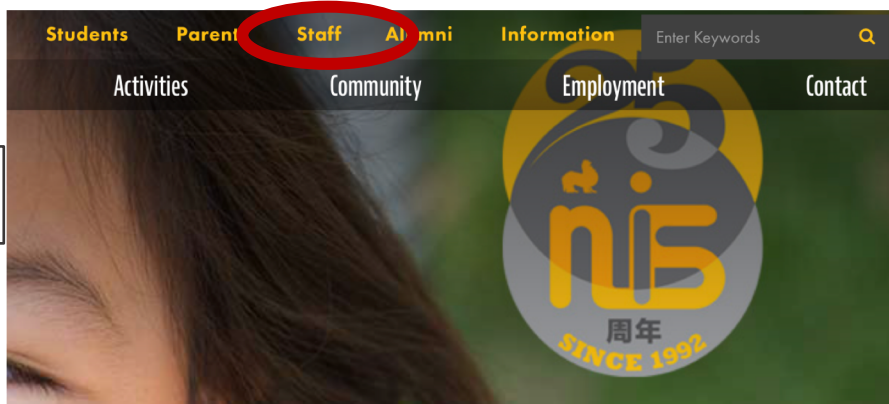 Students Parent Staff Alumni Information Enter Keywords
Activities Community Employment Contact
25
nis
周年
SINCE 1992